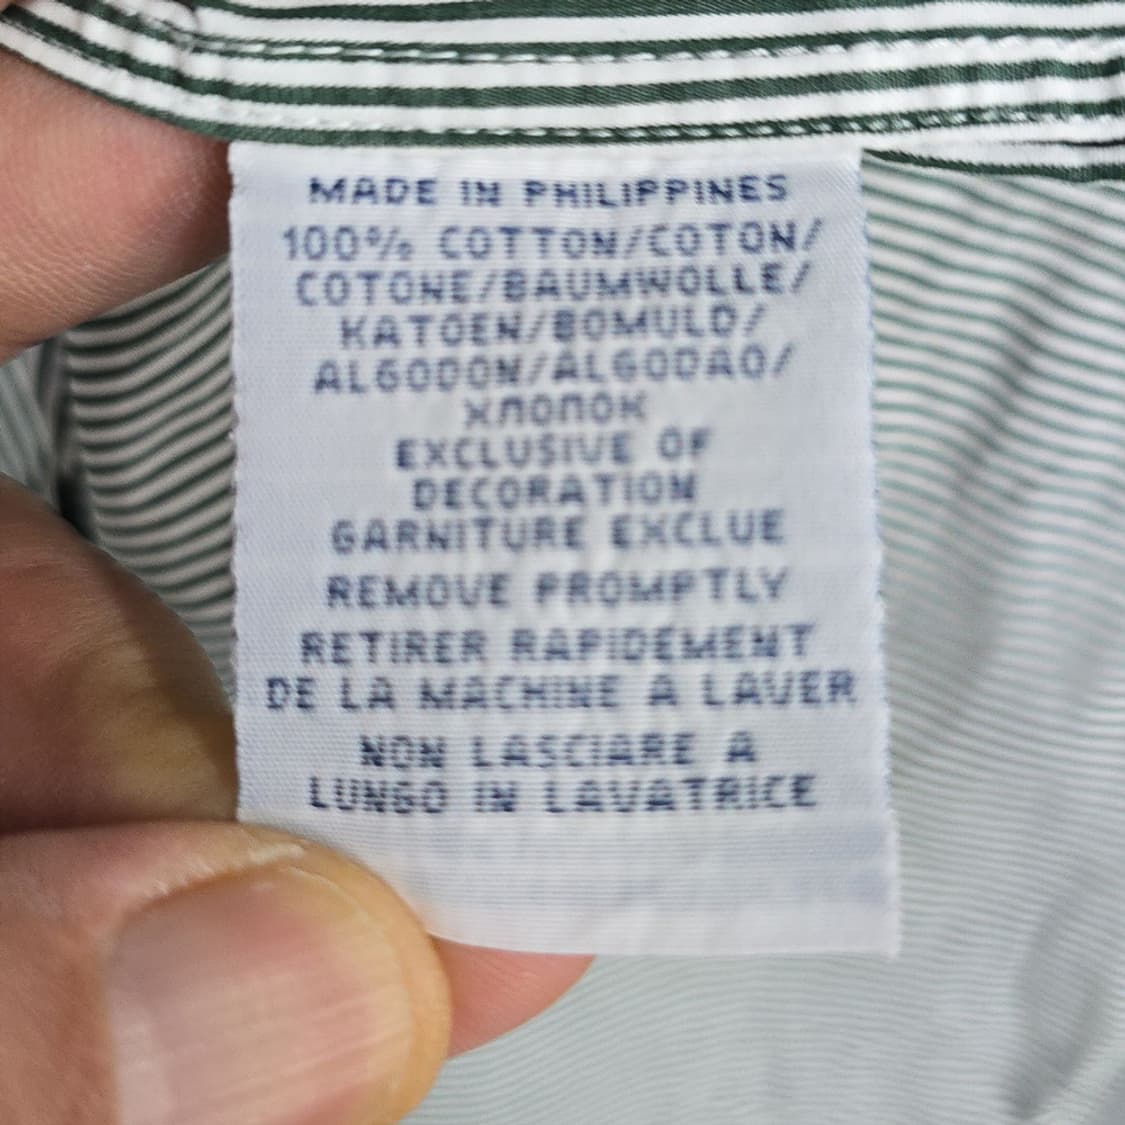 MADE IN PHILIPPINES
100% COTTON/COTON/
COTONE/BAUMWOLLE/
KATOEN/BOMULD/
ALGODON/ALGODAO/
ХЛОПОК
EXCLUSIVE OF
DECORATION
GARNITURE EXCLUE
REMOVE PROMPTLY
RETIRER RAPIDEMENT
DE LA MACHINE A LAVER
NON LASCIARE A
LUNGO IN LAVATRICE